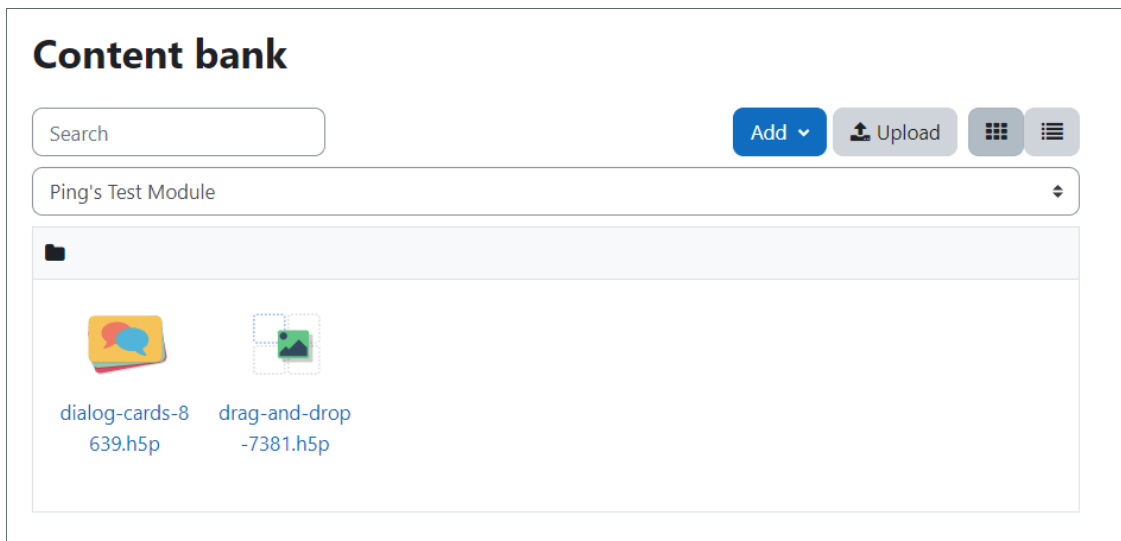 Content bank
Search
Add
Upload
Ping's Test Module
dialog-cards-8
639.h5p
drag-and-drop
-7381.h5p